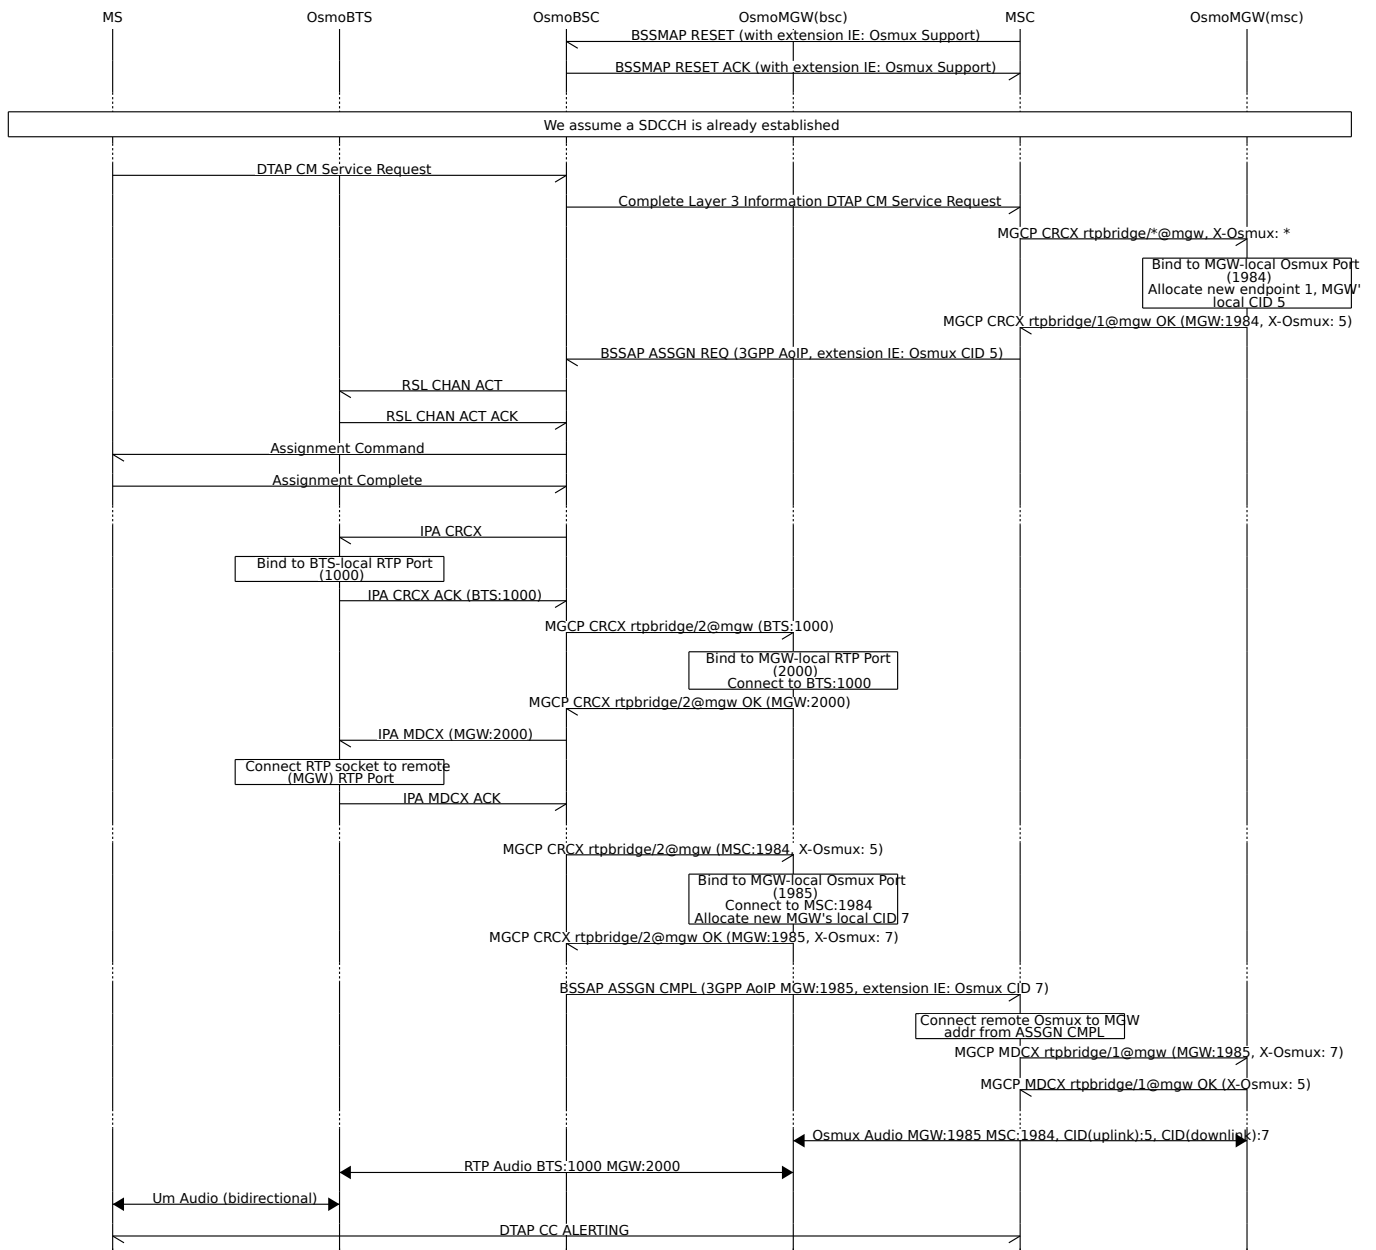 MS OsmoBTS OsmoBSC OsmoMGW(bsc) MSC OsmoMGW(msc)
BSSMAP RESET (with extension IE: Osmux Support)
BSSMAP RESET ACK (with extension IE: Osmux Support)
We assume a SDCCH is already established
DTAP CM Service Request
Complete Layer 3 Information DTAP CM Service Request
MGCP CRCX rtpbridge/*@mgw, X-Osmux: *
Bind to MGW-local Osmux Port
(1984)
Allocate new endpoint 1, MGW'
local CID 5
MGCP CRCX rtpbridge/1@mgw OK (MGW:1984, X-Osmux: 5)
BSSAP ASSGN REQ (3GPP AoIP, extension IE: Osmux CID 5)
RSL CHAN ACT
RSL CHAN ACT ACK
Assignment Command
Assignment Complete
IPA CRCX
Bind to BTS-local RTP Port
(1000)
IPA CRCX ACK (BTS:1000)
MGCP CRCX rtpbridge/2@mgw (BTS:1000)
Bind to MGW-local RTP Port
(2000)
Connect to BTS:1000
MGCP CRCX rtpbridge/2@mgw OK (MGW:2000)
IPA MDCX (MGW:2000)
Connect RTP socket to remote
(MGW) RTP Port
IPA MDCX ACK
MGCP CRCX rtpbridge/2@mgw (MSC:1984, X-Osmux: 5)
Bind to MGW-local Osmux Port
(1985)
Connect to MSC:1984
Allocate new MGW's local CID 7
MGCP CRCX rtpbridge/2@mgw OK (MGW:1985, X-Osmux: 7)
BSSAP ASSGN CMPL (3GPP AoIP MGW:1985, extension IE: Osmux CID 7)
Connect remote Osmux to MGW
addr from ASSGN CMPL
MGCP MDCX rtpbridge/1@mgw (MGW:1985, X-Osmux: 7)
MGCP MDCX rtpbridge/1@mgw OK (X-Osmux: 5)
Osmux Audio MGW:1985 MSC:1984, CID(uplink):5, CID(downlink):7
RTP Audio BTS:1000 MGW:2000
Um Audio (bidirectional)
DTAP CC ALERTING